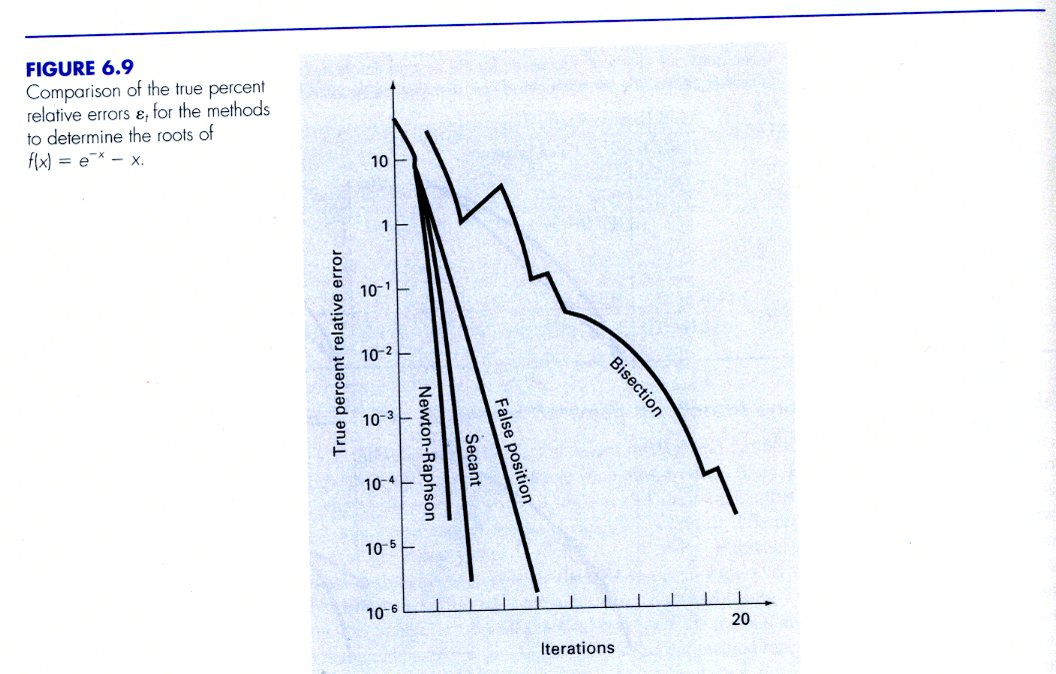 FIGURE 6.9
Comparison of the true percent
relative errors εₜ for the methods
to determine the roots of
f(x) = e⁻ˣ − x.
True percent relative error
10
1
10⁻¹
10⁻²
10⁻³
10⁻⁴
10⁻⁵
10⁻⁶
Newton-Raphson
Secant
False position
Bisection
20
Iterations